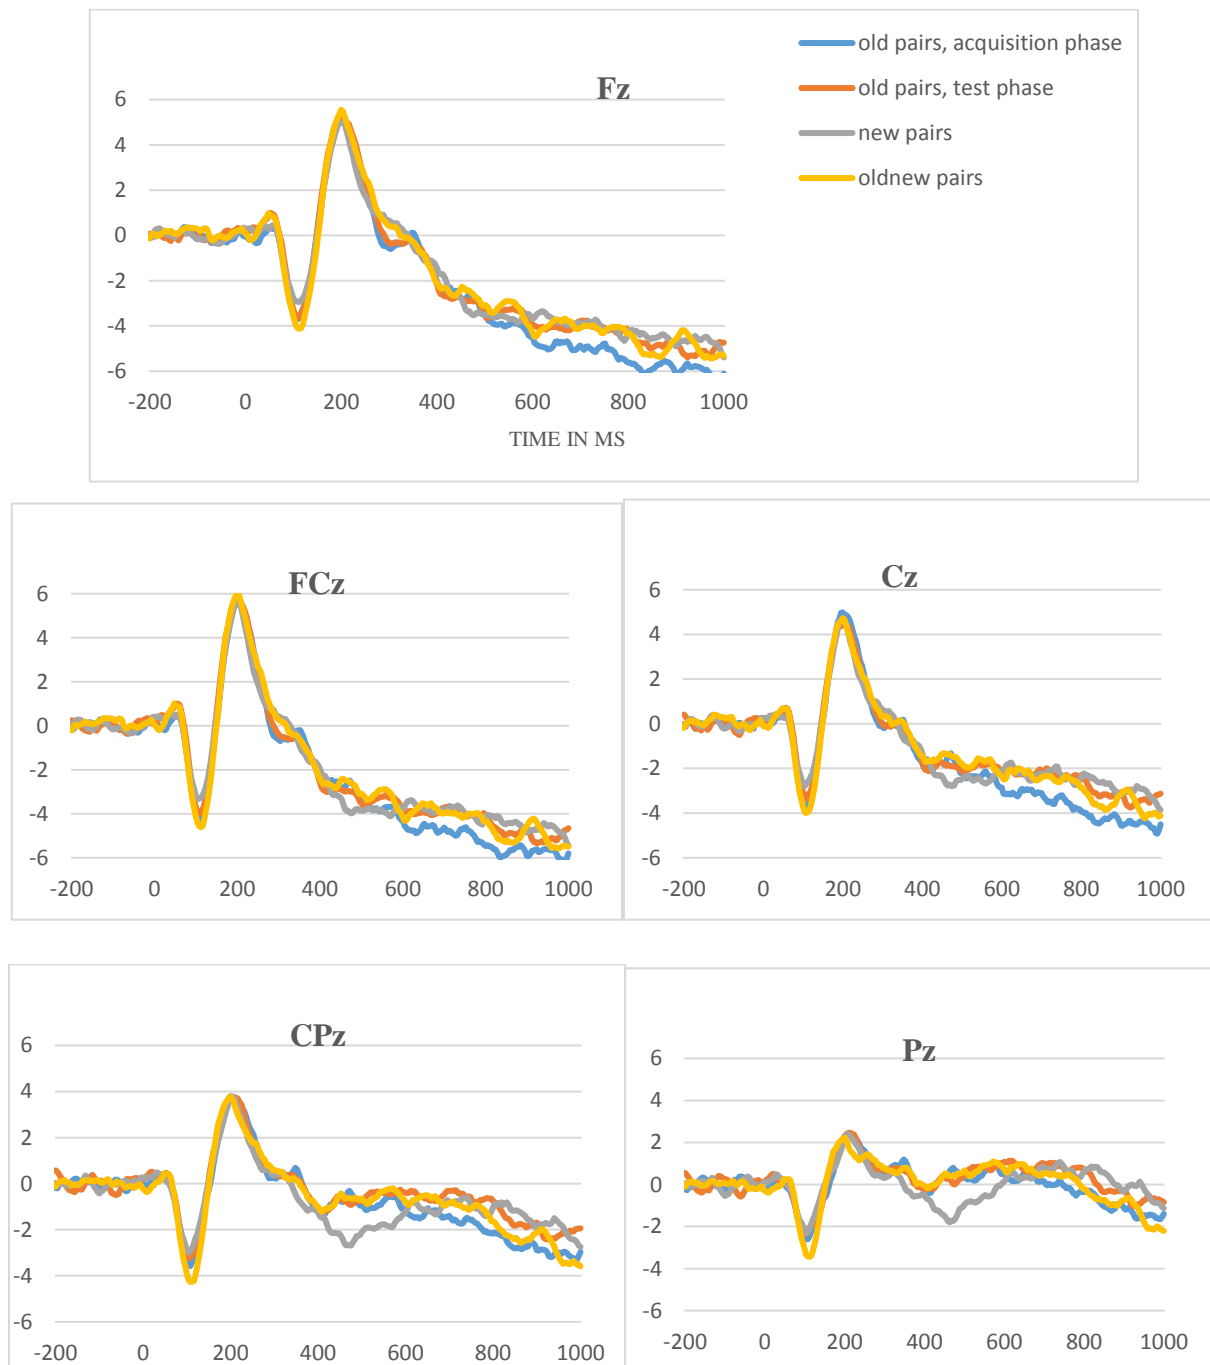 old pairs, acquisition phase
old pairs, test phase
new pairs
oldnew pairs
Fz
6
4
2
0
-2
-4
-6
-200 0 200 400 600 800 1000
TIME IN MS
FCz
6
4
2
0
-2
-4
-6
-200 0 200 400 600 800 1000
Cz
6
4
2
0
-2
-4
-6
-200 0 200 400 600 800 1000
CPz
6
4
2
0
-2
-4
-6
-200 0 200 400 600 800 1000
Pz
6
4
2
0
-2
-4
-6
-200 0 200 400 600 800 1000